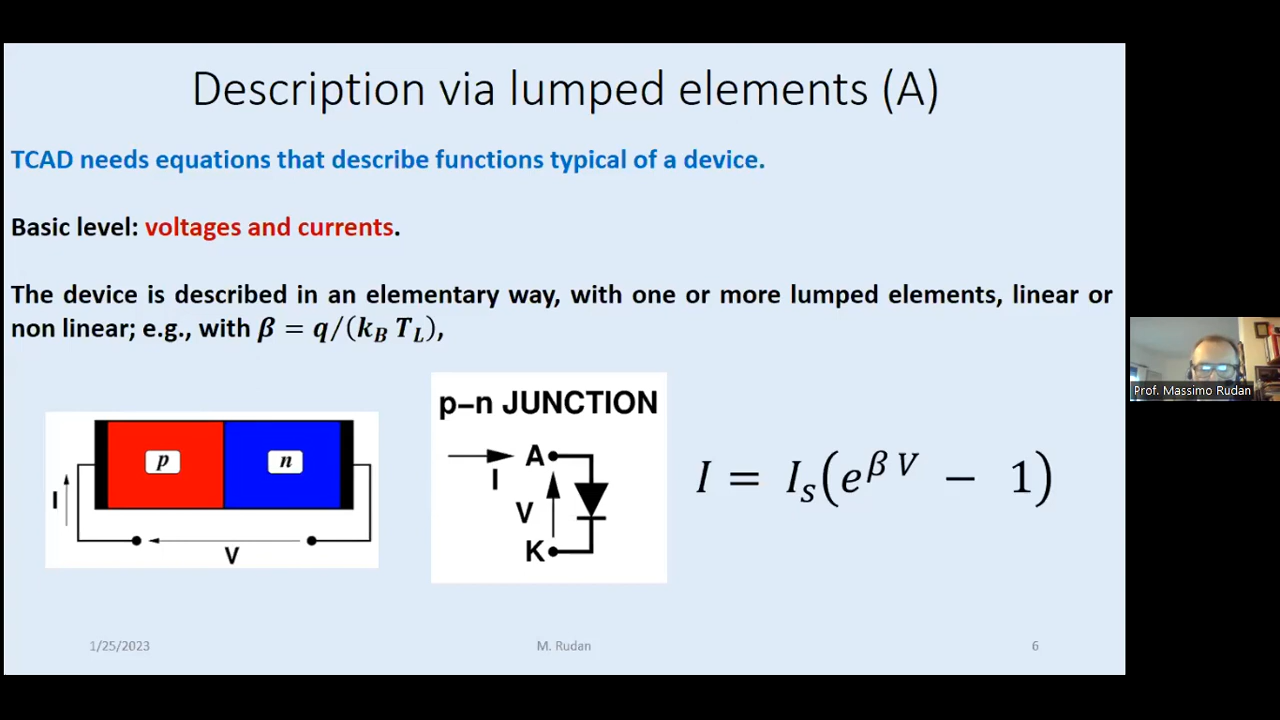 Description via lumped elements (A)
TCAD needs equations that describe functions typical of a device.
Basic level: voltages and currents.
The device is described in an elementary way, with one or more lumped elements, linear or
non linear; e.g., with β = q/(k_B T_L),
p n
I
V
p–n JUNCTION
A
I
V
K
I = I_s(e^{β V} − 1)
Prof. Massimo Rudan
1/25/2023 M. Rudan 6